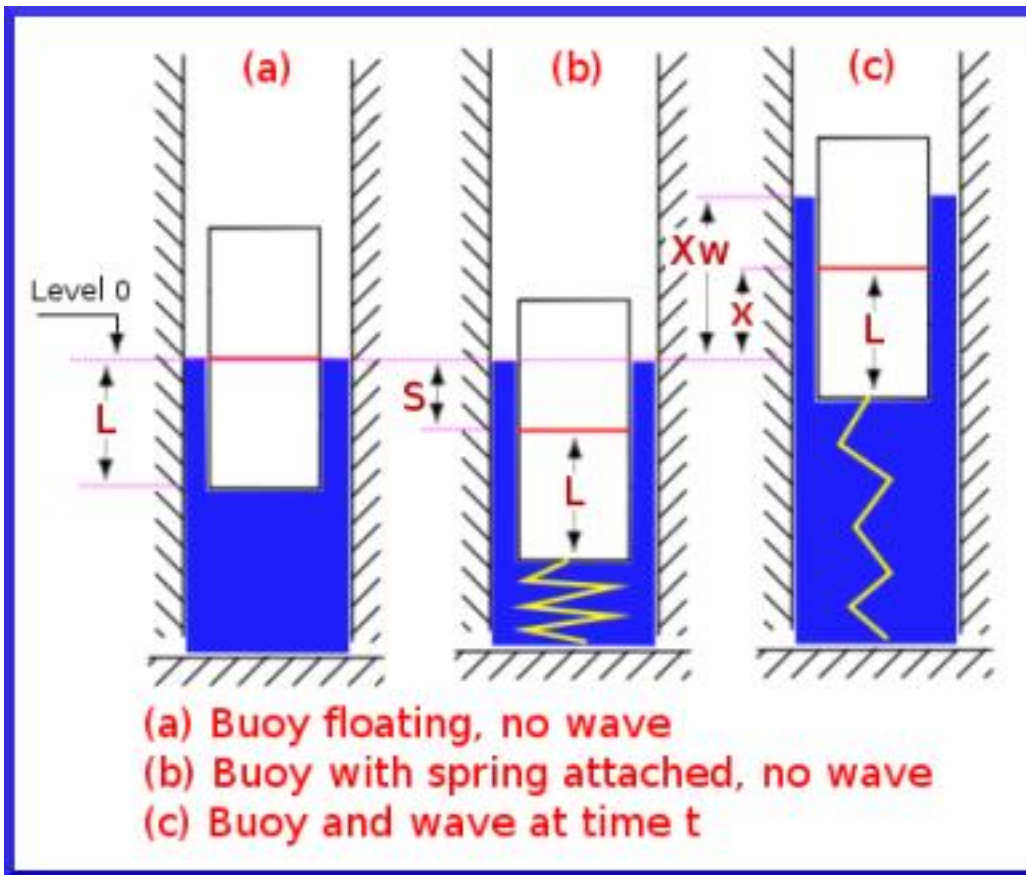 (a) (b) (c)
Level 0
L
S
L
Xw
x
L
(a) Buoy floating, no wave
(b) Buoy with spring attached, no wave
(c) Buoy and wave at time t